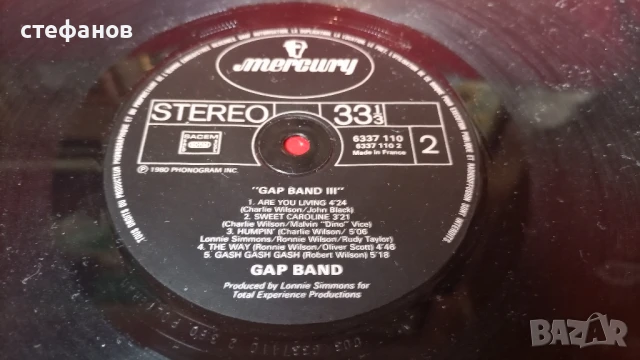 стефанов
mercury
STEREO
33 1/3
SACEM
6337 110
6337 110 2
Made in France
2
℗ 1980 PHONOGRAM INC.
"GAP BAND III"
1. ARE YOU LIVING 4'24
(Charlie Wilson/John Black)
2. SWEET CAROLINE 3'21
(Charlie Wilson/Malvin "Dino" Vice)
3. HUMPIN' (Charlie Wilson/ 5'06
Lonnie Simmons/Ronnie Wilson/Rudy Taylor)
4. THE WAY (Ronnie Wilson/Oliver Scott) 4'46
5. GASH GASH GASH (Robert Wilson) 5'18
GAP BAND
Produced by Lonnie Simmons for
Total Experience Productions
BAZAR.bg